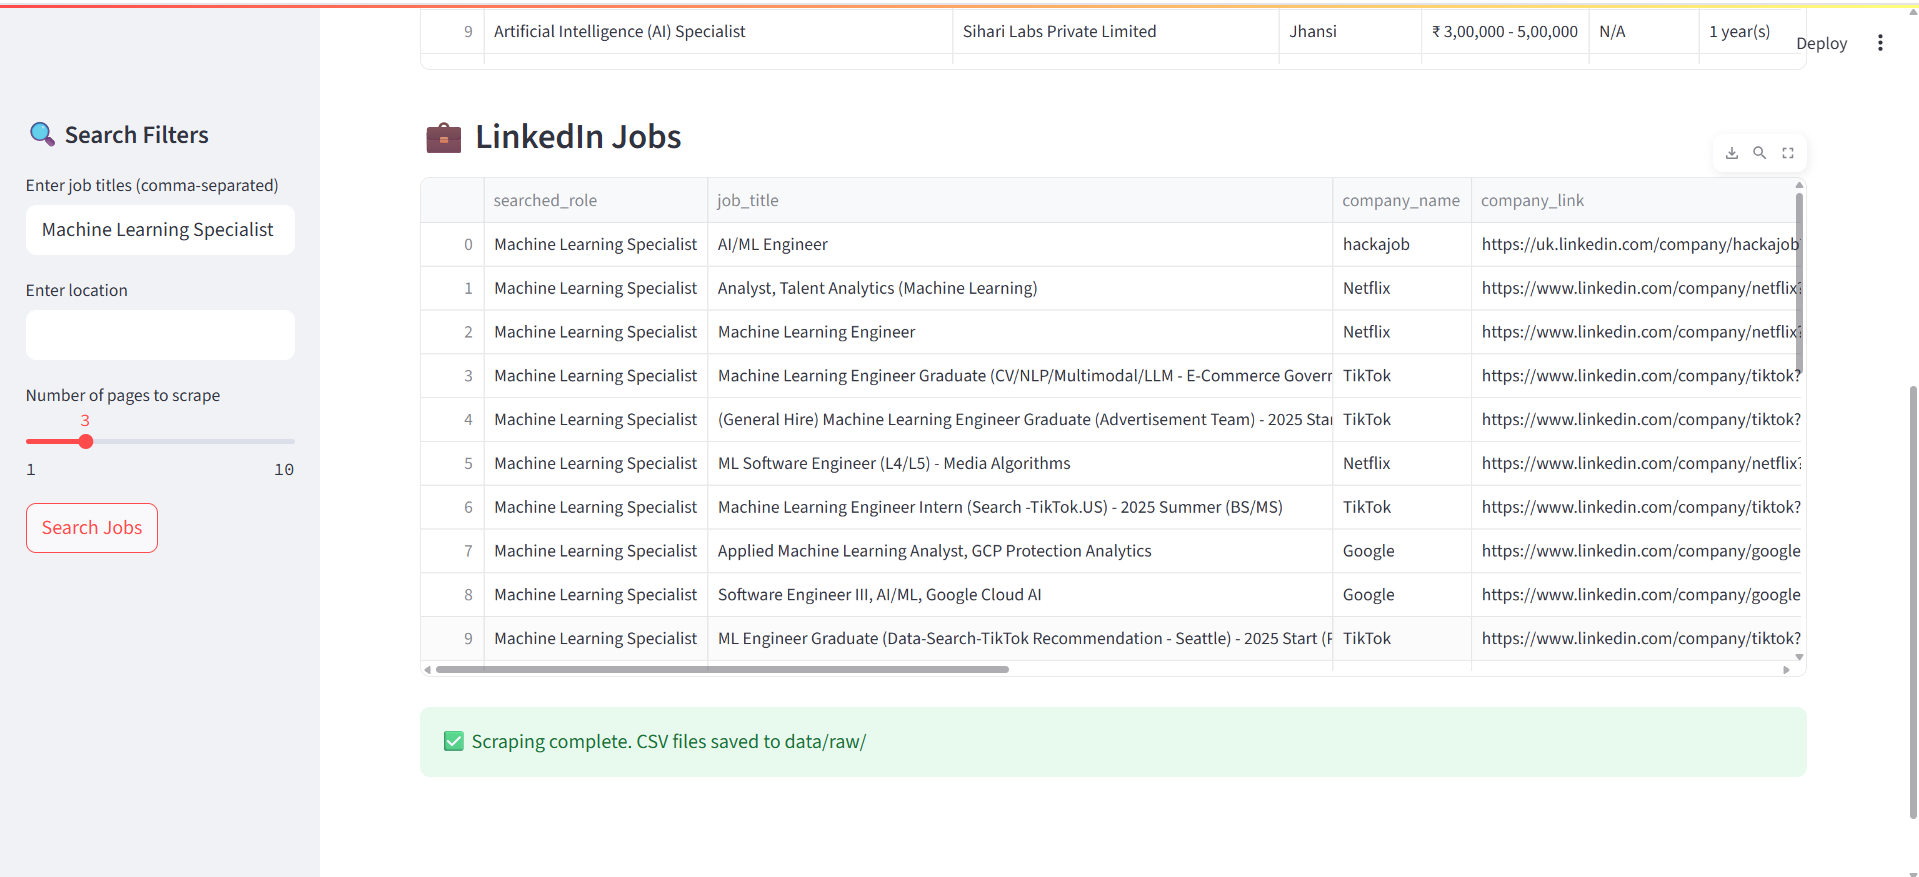 9 Artificial Intelligence (AI) Specialist Sihari Labs Private Limited Jhansi ₹ 3,00,000 - 5,00,000 N/A 1 year(s)
Deploy
Search Filters
Enter job titles (comma-separated)
Machine Learning Specialist
Enter location
Number of pages to scrape
3
1 10
Search Jobs
LinkedIn Jobs
searched_role job_title company_name company_link
0 Machine Learning Specialist AI/ML Engineer hackajob https://uk.linkedin.com/company/hackajob
1 Machine Learning Specialist Analyst, Talent Analytics (Machine Learning) Netflix https://www.linkedin.com/company/netflix?
2 Machine Learning Specialist Machine Learning Engineer Netflix https://www.linkedin.com/company/netflix?
3 Machine Learning Specialist Machine Learning Engineer Graduate (CV/NLP/Multimodal/LLM - E-Commerce Govern TikTok https://www.linkedin.com/company/tiktok?
4 Machine Learning Specialist (General Hire) Machine Learning Engineer Graduate (Advertisement Team) - 2025 Star TikTok https://www.linkedin.com/company/tiktok?
5 Machine Learning Specialist ML Software Engineer (L4/L5) - Media Algorithms Netflix https://www.linkedin.com/company/netflix?
6 Machine Learning Specialist Machine Learning Engineer Intern (Search -TikTok.US) - 2025 Summer (BS/MS) TikTok https://www.linkedin.com/company/tiktok?
7 Machine Learning Specialist Applied Machine Learning Analyst, GCP Protection Analytics Google https://www.linkedin.com/company/google
8 Machine Learning Specialist Software Engineer III, AI/ML, Google Cloud AI Google https://www.linkedin.com/company/google
9 Machine Learning Specialist ML Engineer Graduate (Data-Search-TikTok Recommendation - Seattle) - 2025 Start (P TikTok https://www.linkedin.com/company/tiktok?
Scraping complete. CSV files saved to data/raw/